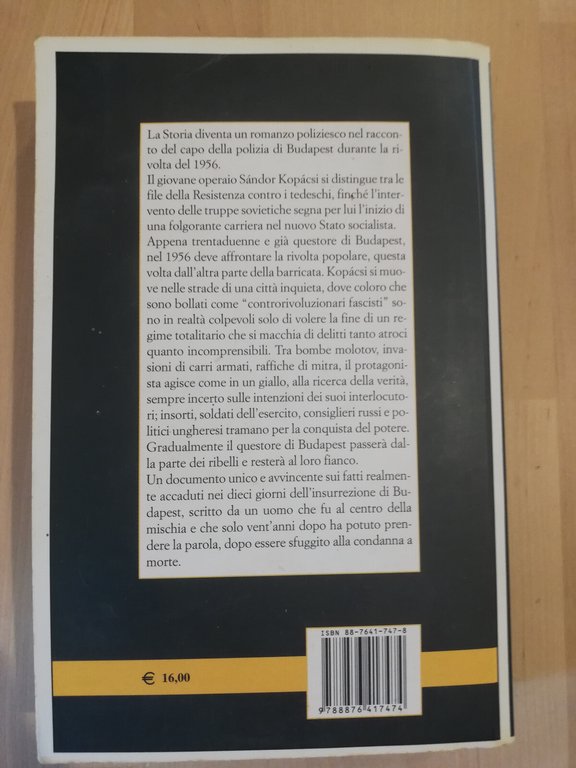 La Storia diventa un romanzo poliziesco nel raccon-
to del capo della polizia di Budapest durante la ri-
volta del 1956.
Il giovane operaio Sándor Kopácsi si distingue tra le
file della Resistenza contro i tedeschi, finché l'inter-
vento delle truppe sovietiche segna per lui l'inizio di
una folgorante carriera nel nuovo Stato socialista.
Appena trentaduenne e già questore di Budapest,
nel 1956 deve affrontare la rivolta popolare, questa
volta dall'altra parte della barricata. Kopácsi si muo-
ve nelle strade di una città inquieta, dove coloro che
sono bollati come “controrivoluzionari fascisti” so-
no in realtà colpevoli solo di volere la fine di un re-
gime totalitario che si macchia di delitti tanto atroci
quanto incomprensibili. Tra bombe molotov, inva-
sioni di carri armati, raffiche di mitra, il protagoni-
sta agisce come in un giallo, alla ricerca della verità,
sempre incerto sulle intenzioni dei suoi interlocuto-
ri; insorti, soldati dell'esercito, consiglieri russi e po-
litici ungheresi tramano per la conquista del potere.
Gradualmente il questore di Budapest passerà dal-
la parte dei ribelli e resterà al loro fianco.
Un documento unico e avvincente sui fatti realmen-
te accaduti nei dieci giorni dell'insurrezione di Bu-
dapest, scritto da un uomo che fu al centro della
mischia e che solo vent'anni dopo ha potuto pren-
dere la parola, dopo essere sfuggito alla condanna a
morte.
ISBN 88-7641-747-8
9788876417474
€ 16,00